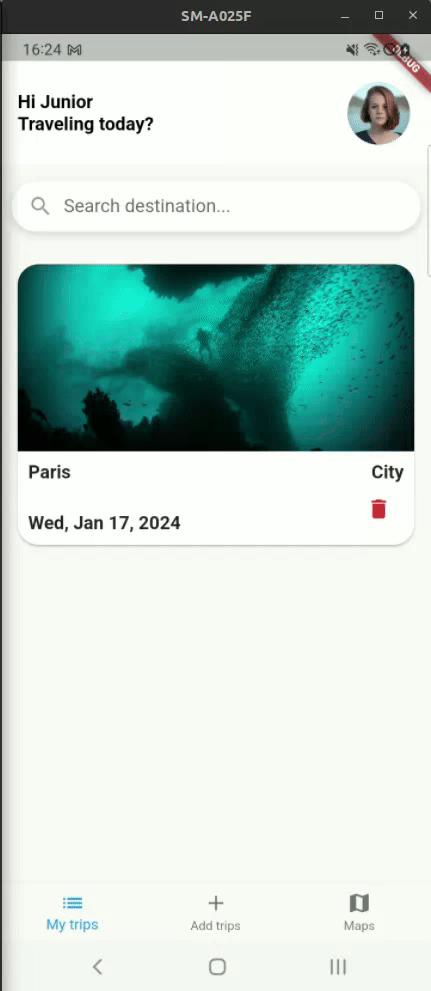 SM-A025F
16:24
BUG
Hi Junior
Traveling today?
Search destination...
Paris
City
Wed, Jan 17, 2024
My trips
Add trips
Maps